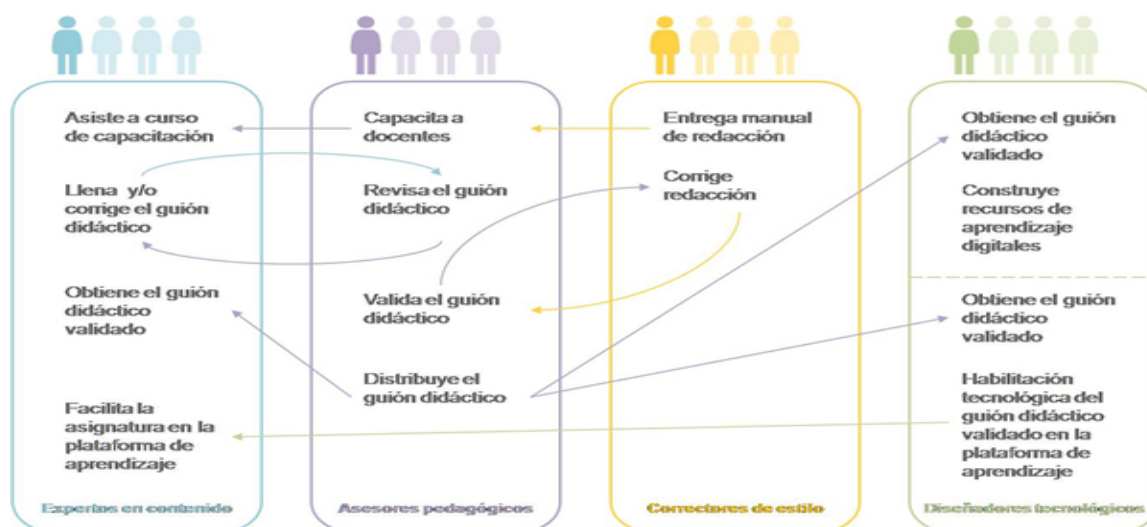 Asiste a curso
de capacitación
Llena y/o
corrige el guión
didáctico
Obtiene el guión
didáctico
validado
Facilita la
asignatura en la
plataforma de
aprendizaje
Expertos en contenido
Capacita a
docentes
Revisa el guión
didáctico
Valida el guión
didáctico
Distribuye el
guión didáctico
Asesores pedagógicos
Entrega manual
de redacción
Corrige
redacción
Correctores de estilo
Obtiene el guión
didáctico
validado
Construye
recursos de
aprendizaje
digitales
Obtiene el guión
didáctico
validado
Habilitación
tecnológica del
guión didáctico
validado en la
plataforma de
aprendizaje
Diseñadores tecnológicos